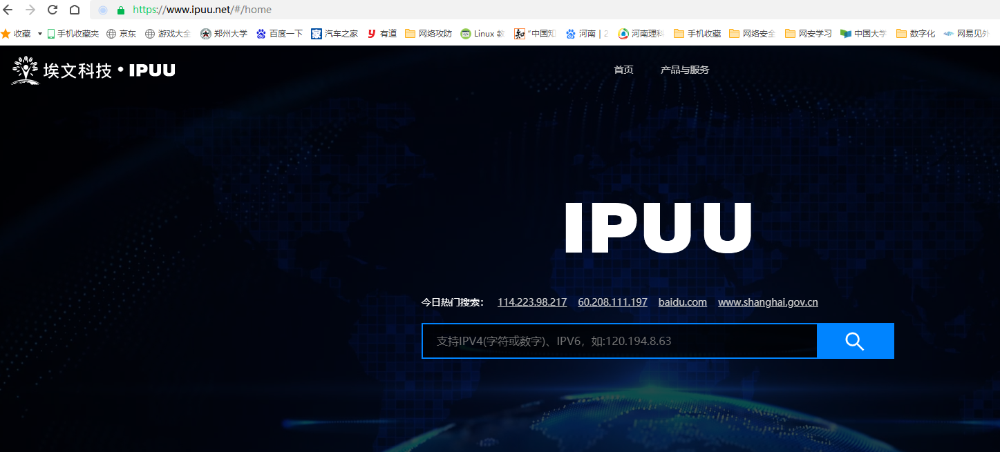 https://www.ipuu.net/#/home
收藏 手机收藏夹 京东 游戏大全 郑州大学 百度一下 汽车之家 有道 网络攻防 Linux 教 "中国知 河南｜2 河南理科 手机收藏 网络安全 网安学习 中国大学 数字化 网易见外
埃文科技·IPUU 首页 产品与服务
IPUU
今日热门搜索： 114.223.98.217 60.208.111.197 baidu.com www.shanghai.gov.cn
支持IPV4(字符或数字)、IPV6，如:120.194.8.63